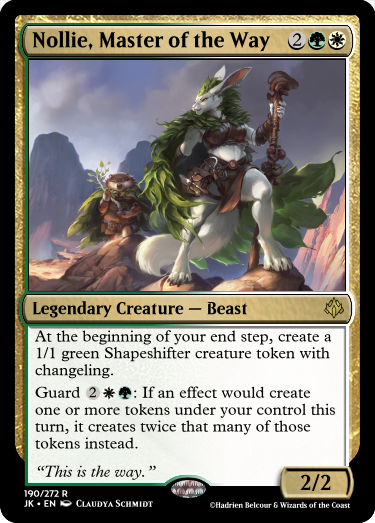 Nollie, Master of the Way 2
Legendary Creature — Beast
At the beginning of your end step, create a
1/1 green Shapeshifter creature token with
changeling.
Guard 2: If an effect would create
one or more tokens under your control this
turn, it creates twice that many of those
tokens instead.
“This is the way.”
2/2
190/272 R
JK • EN Claudya Schmidt
©Hadrien Belcour & Wizards of the Coast